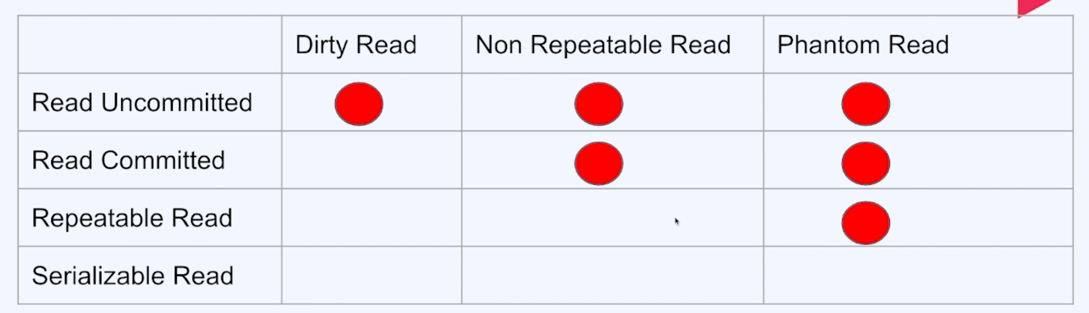 Dirty Read Non Repeatable Read Phantom Read
Read Uncommitted
Read Committed
Repeatable Read
Serializable Read